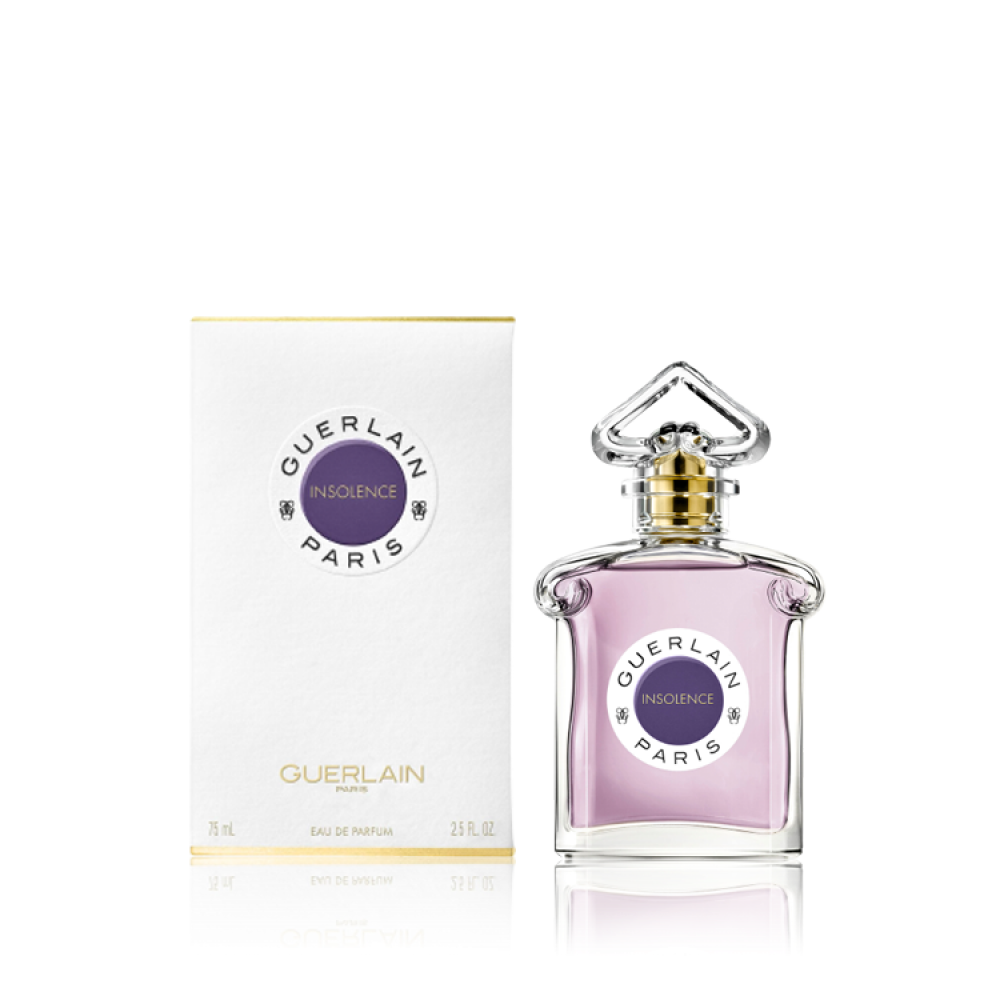 GUERLAIN
INSOLENCE
PARIS
GUERLAIN
PARIS
75 mL EAU DE PARFUM 2.5 FL. OZ.
GUERLAIN
INSOLENCE
PARIS